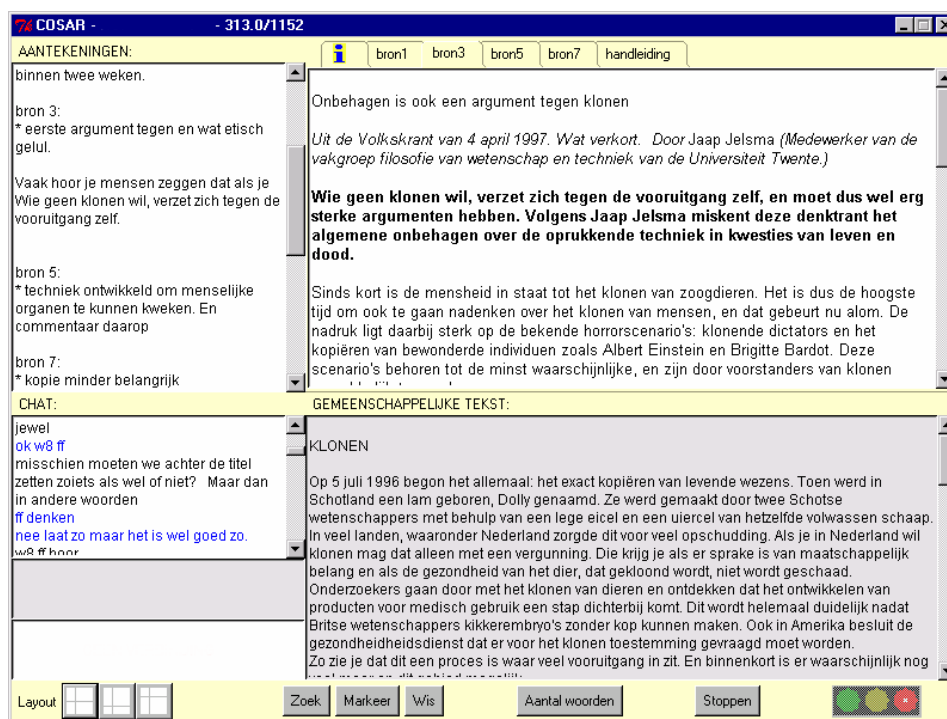 COSAR - - 313.0/1152
AANTEKENINGEN:
binnen twee weken.
bron 3:
* eerste argument tegen en wat etisch
gelul.
Vaak hoor je mensen zeggen dat als je
Wie geen klonen wil, verzet zich tegen de
vooruitgang zelf.
bron 5:
* techniek ontwikkeld om menselijke
organen te kunnen kweken. En
commentaar daarop
bron 7:
* kopie minder belangrijk
i bron1 bron3 bron5 bron7 handleiding
Onbehagen is ook een argument tegen klonen
Uit de Volkskrant van 4 april 1997. Wat verkort. Door Jaap Jelsma (Medewerker van de
vakgroep filosofie van wetenschap en techniek van de Universiteit Twente.)
Wie geen klonen wil, verzet zich tegen de vooruitgang zelf, en moet dus wel erg
sterke argumenten hebben. Volgens Jaap Jelsma miskent deze denktrant het
algemene onbehagen over de oprukkende techniek in kwesties van leven en
dood.
Sinds kort is de mensheid in staat tot het klonen van zoogdieren. Het is dus de hoogste
tijd om ook te gaan nadenken over het klonen van mensen, en dat gebeurt nu alom. De
nadruk ligt daarbij sterk op de bekende horrorscenario's: klonende dictators en het
kopiëren van bewonderde individuen zoals Albert Einstein en Brigitte Bardot. Deze
scenario's behoren tot de minst waarschijnlijke, en zijn door voorstanders van klonen
CHAT:
jewel
ok w8 ff
misschien moeten we achter de titel
zetten zoiets als wel of niet? Maar dan
in andere woorden
ff denken
nee laat zo maar het is wel goed zo.
w8 ff hoor
GEMEENSCHAPPELIJKE TEKST:
KLONEN
Op 5 juli 1996 begon het allemaal: het exact kopiëren van levende wezens. Toen werd in
Schotland een lam geboren, Dolly genaamd. Ze werd gemaakt door twee Schotse
wetenschappers met behulp van een lege eicel en een uiercel van hetzelfde volwassen schaap.
In veel landen, waaronder Nederland zorgde dit voor veel opschudding. Als je in Nederland wil
klonen mag dat alleen met een vergunning. Die krijg je als er sprake is van maatschappelijk
belang en als de gezondheid van het dier, dat gekloond wordt, niet wordt geschaad.
Onderzoekers gaan door met het klonen van dieren en ontdekken dat het ontwikkelen van
producten voor medisch gebruik een stap dichterbij komt. Dit wordt helemaal duidelijk nadat
Britse wetenschappers kikkerembryo's zonder kop kunnen maken. Ook in Amerika besluit de
gezondheidheidsdienst dat er voor het klonen toestemming gevraagd moet worden.
Zo zie je dat dit een proces is waar veel vooruitgang in zit. En binnenkort is er waarschijnlijk nog
Layout Zoek Markeer Wis Aantal woorden Stoppen